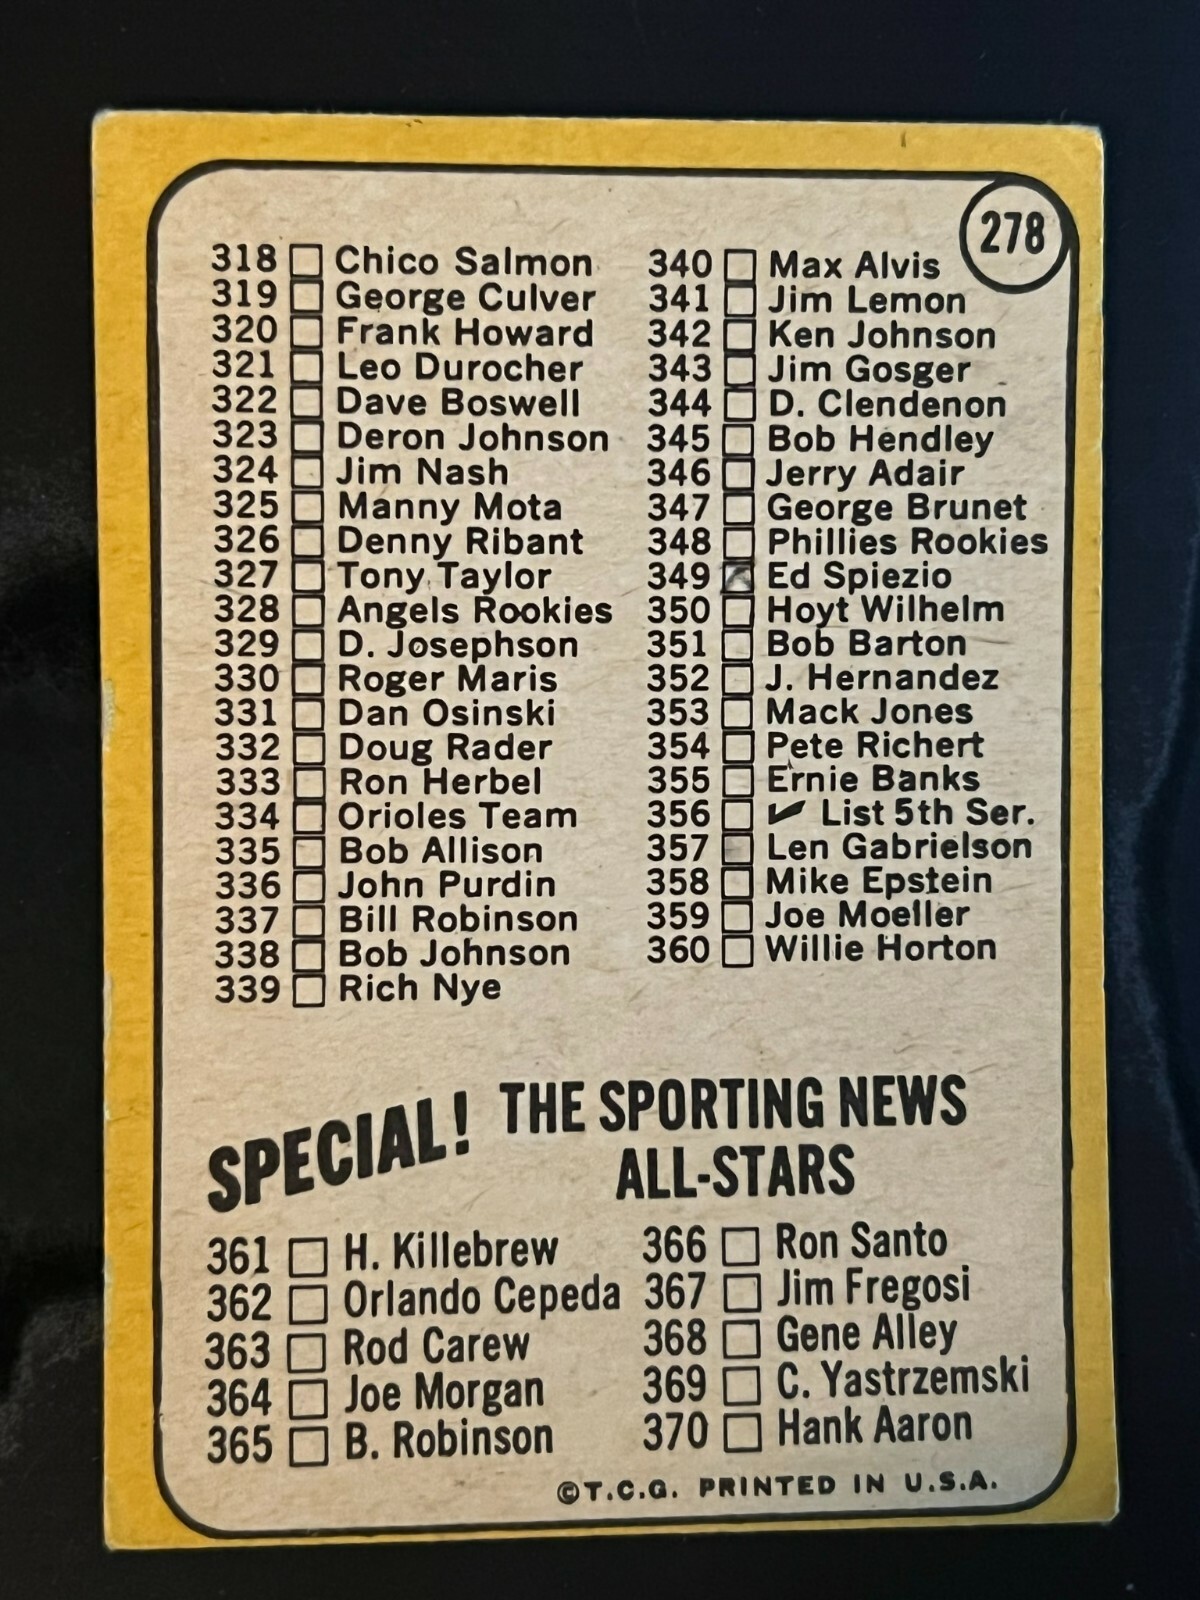 278
318 Chico Salmon
319 George Culver
320 Frank Howard
321 Leo Durocher
322 Dave Boswell
323 Deron Johnson
324 Jim Nash
325 Manny Mota
326 Denny Ribant
327 Tony Taylor
328 Angels Rookies
329 D. Josephson
330 Roger Maris
331 Dan Osinski
332 Doug Rader
333 Ron Herbel
334 Orioles Team
335 Bob Allison
336 John Purdin
337 Bill Robinson
338 Bob Johnson
339 Rich Nye
340 Max Alvis
341 Jim Lemon
342 Ken Johnson
343 Jim Gosger
344 D. Clendenon
345 Bob Hendley
346 Jerry Adair
347 George Brunet
348 Phillies Rookies
349 Ed Spiezio
350 Hoyt Wilhelm
351 Bob Barton
352 J. Hernandez
353 Mack Jones
354 Pete Richert
355 Ernie Banks
356 ✔ List 5th Ser.
357 Len Gabrielson
358 Mike Epstein
359 Joe Moeller
360 Willie Horton
SPECIAL! THE SPORTING NEWS
ALL-STARS
361 H. Killebrew
362 Orlando Cepeda
363 Rod Carew
364 Joe Morgan
365 B. Robinson
366 Ron Santo
367 Jim Fregosi
368 Gene Alley
369 C. Yastrzemski
370 Hank Aaron
©T.C.G. PRINTED IN U.S.A.